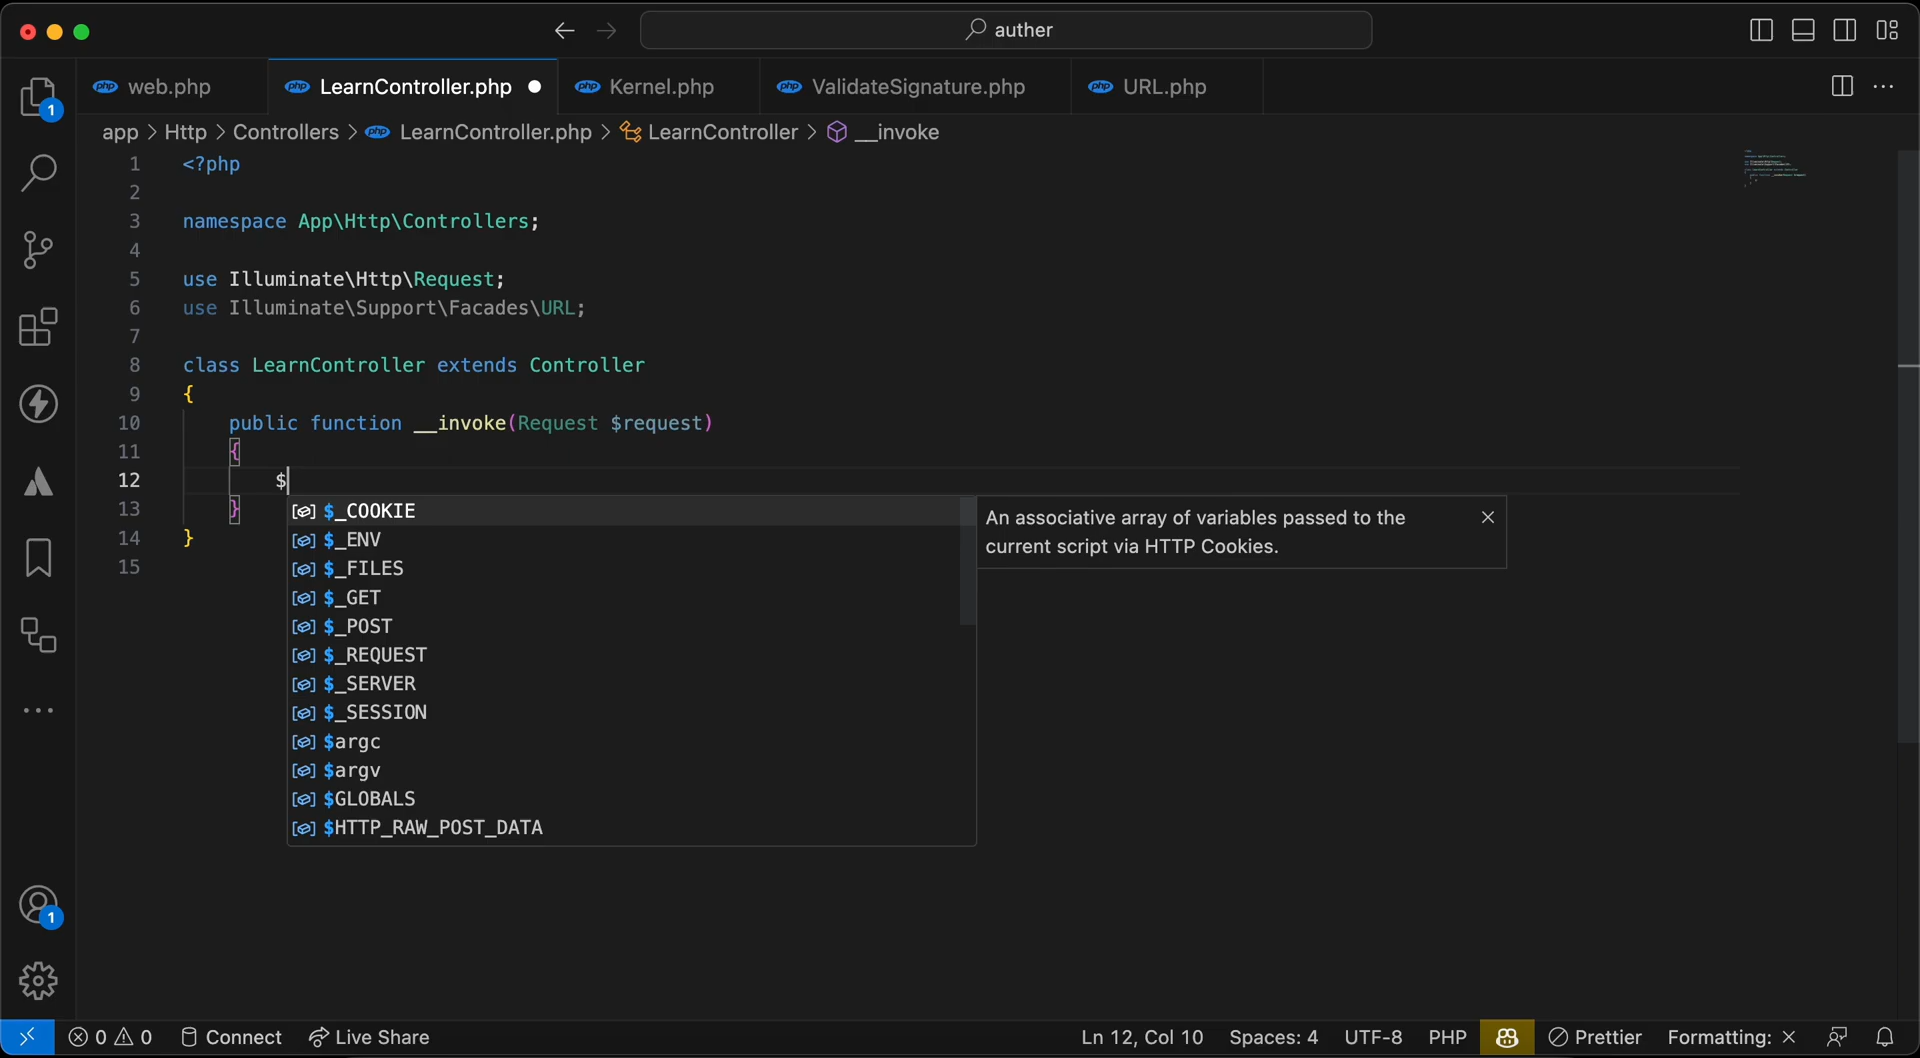 auther
web.php
LearnController.php
Kernel.php
ValidateSignature.php
URL.php
app > Http > Controllers > LearnController.php > LearnController > __invoke
1 <?php
2
3 namespace App\Http\Controllers;
4
5 use Illuminate\Http\Request;
6 use Illuminate\Support\Facades\URL;
7
8 class LearnController extends Controller
9 {
10 public function __invoke(Request $request)
11 {
12 $
13 }
14 }
15
$_COOKIE
$_ENV
$_FILES
$_GET
$_POST
$_REQUEST
$_SERVER
$_SESSION
$argc
$argv
$GLOBALS
$HTTP_RAW_POST_DATA
An associative array of variables passed to the
current script via HTTP Cookies.
1
1
0 0 Connect Live Share Ln 12, Col 10 Spaces: 4 UTF-8 PHP Prettier Formatting: ×